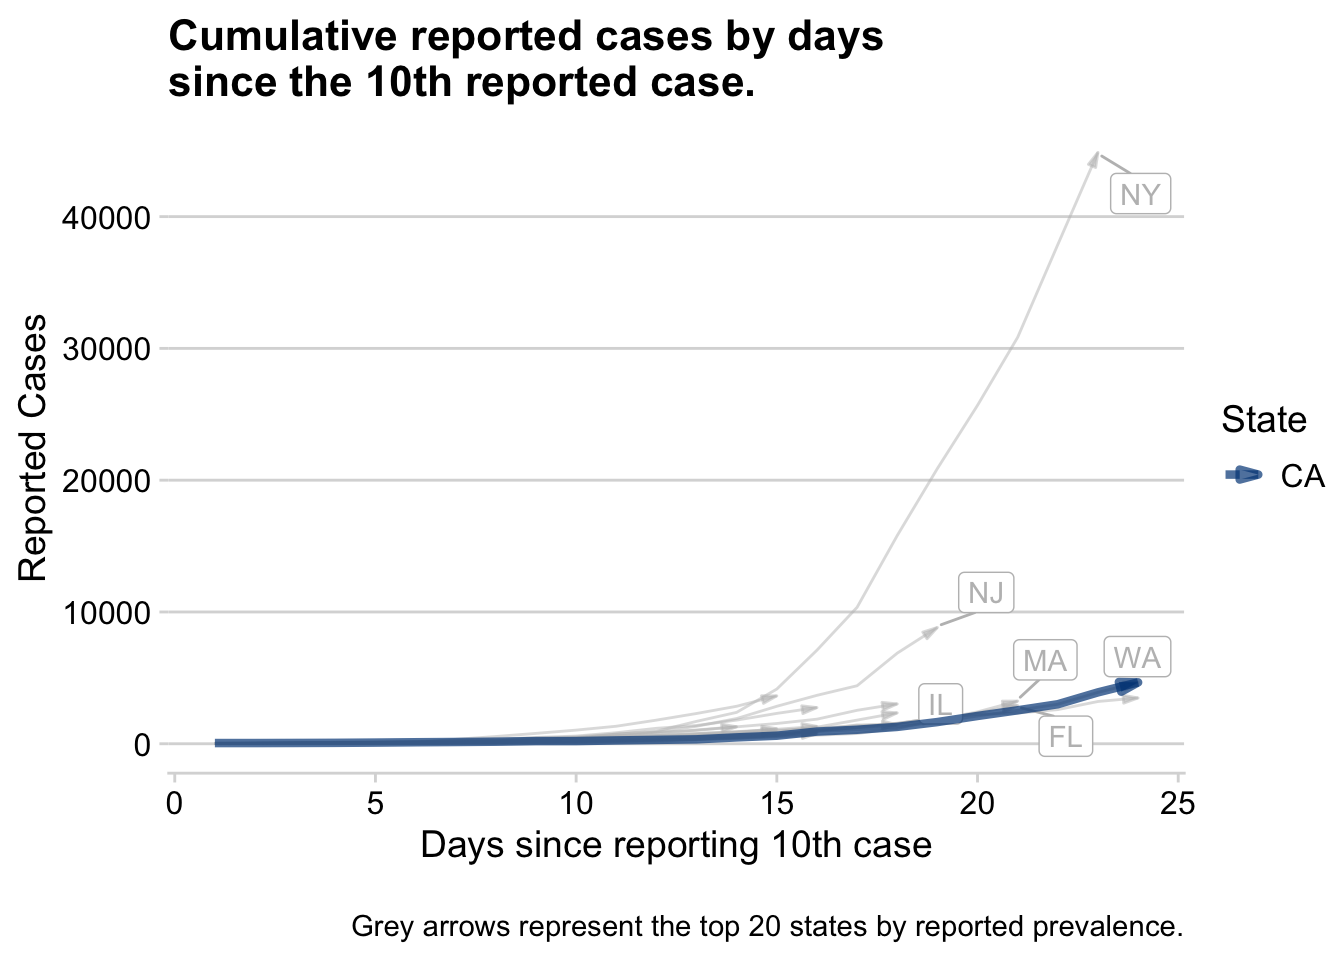 Cumulative reported cases by days
since the 10th reported case.
Reported Cases
40000
30000
20000
10000
0
NY
NJ
MA
WA
IL
FL
State
CA
0 5 10 15 20 25
Days since reporting 10th case
Grey arrows represent the top 20 states by reported prevalence.